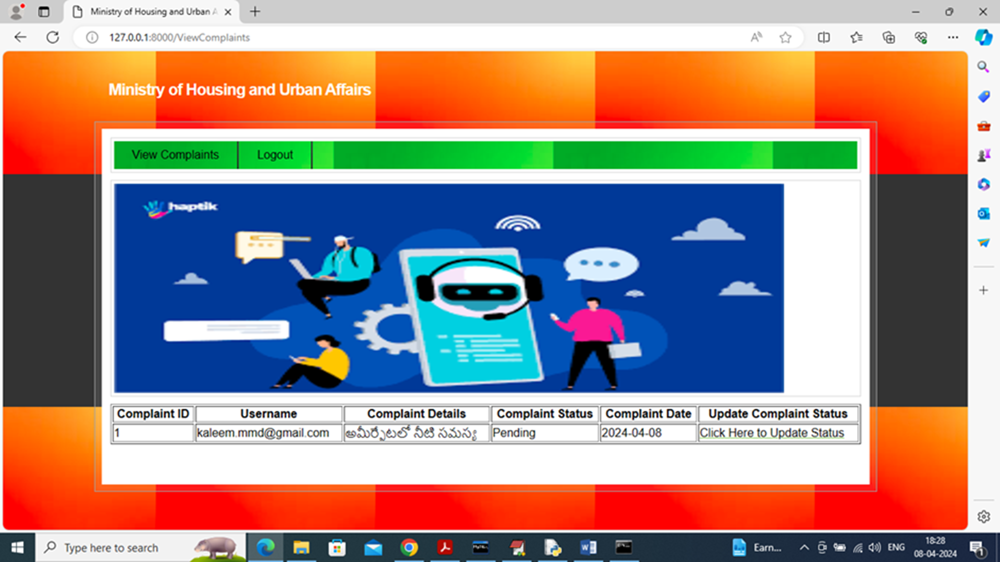 Ministry of Housing and Urban A
127.0.0.1:8000/ViewComplaints
Ministry of Housing and Urban Affairs
View Complaints Logout
haptik
Complaint ID Username Complaint Details Complaint Status Complaint Date Update Complaint Status
1 kaleem.mmd@gmail.com అమీర్పేటలో నీటి సమస్య Pending 2024-04-08 Click Here to Update Status
Type here to search Earn... ENG 18:28
08-04-2024 1